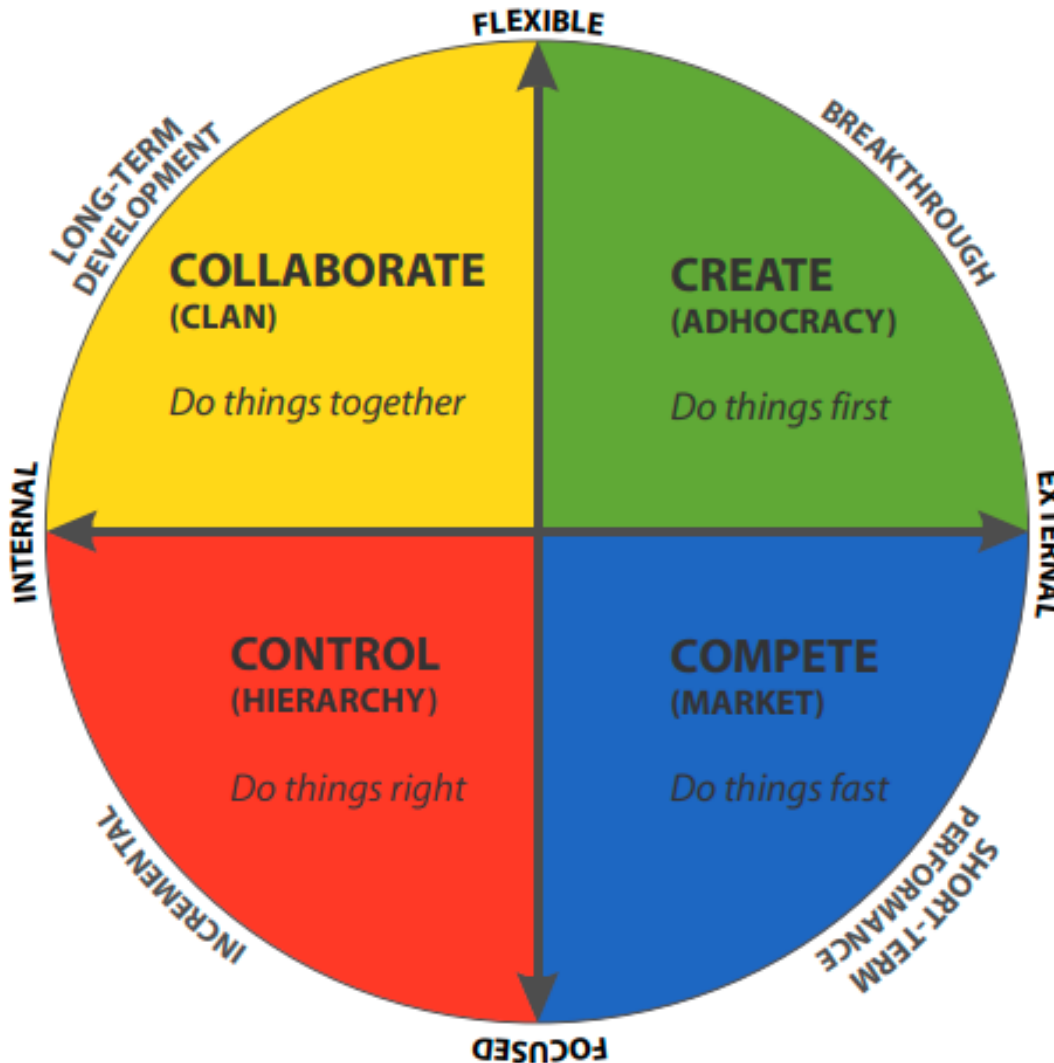 FLEXIBLE
LONG-TERM
DEVELOPMENT
BREAKTHROUGH
COLLABORATE
(CLAN)
Do things together
CREATE
(ADHOCRACY)
Do things first
INTERNAL
EXTERNAL
CONTROL
(HIERARCHY)
Do things right
COMPETE
(MARKET)
Do things fast
INCREMENTAL
SHORT-TERM
PERFORMANCE
FOCUSED